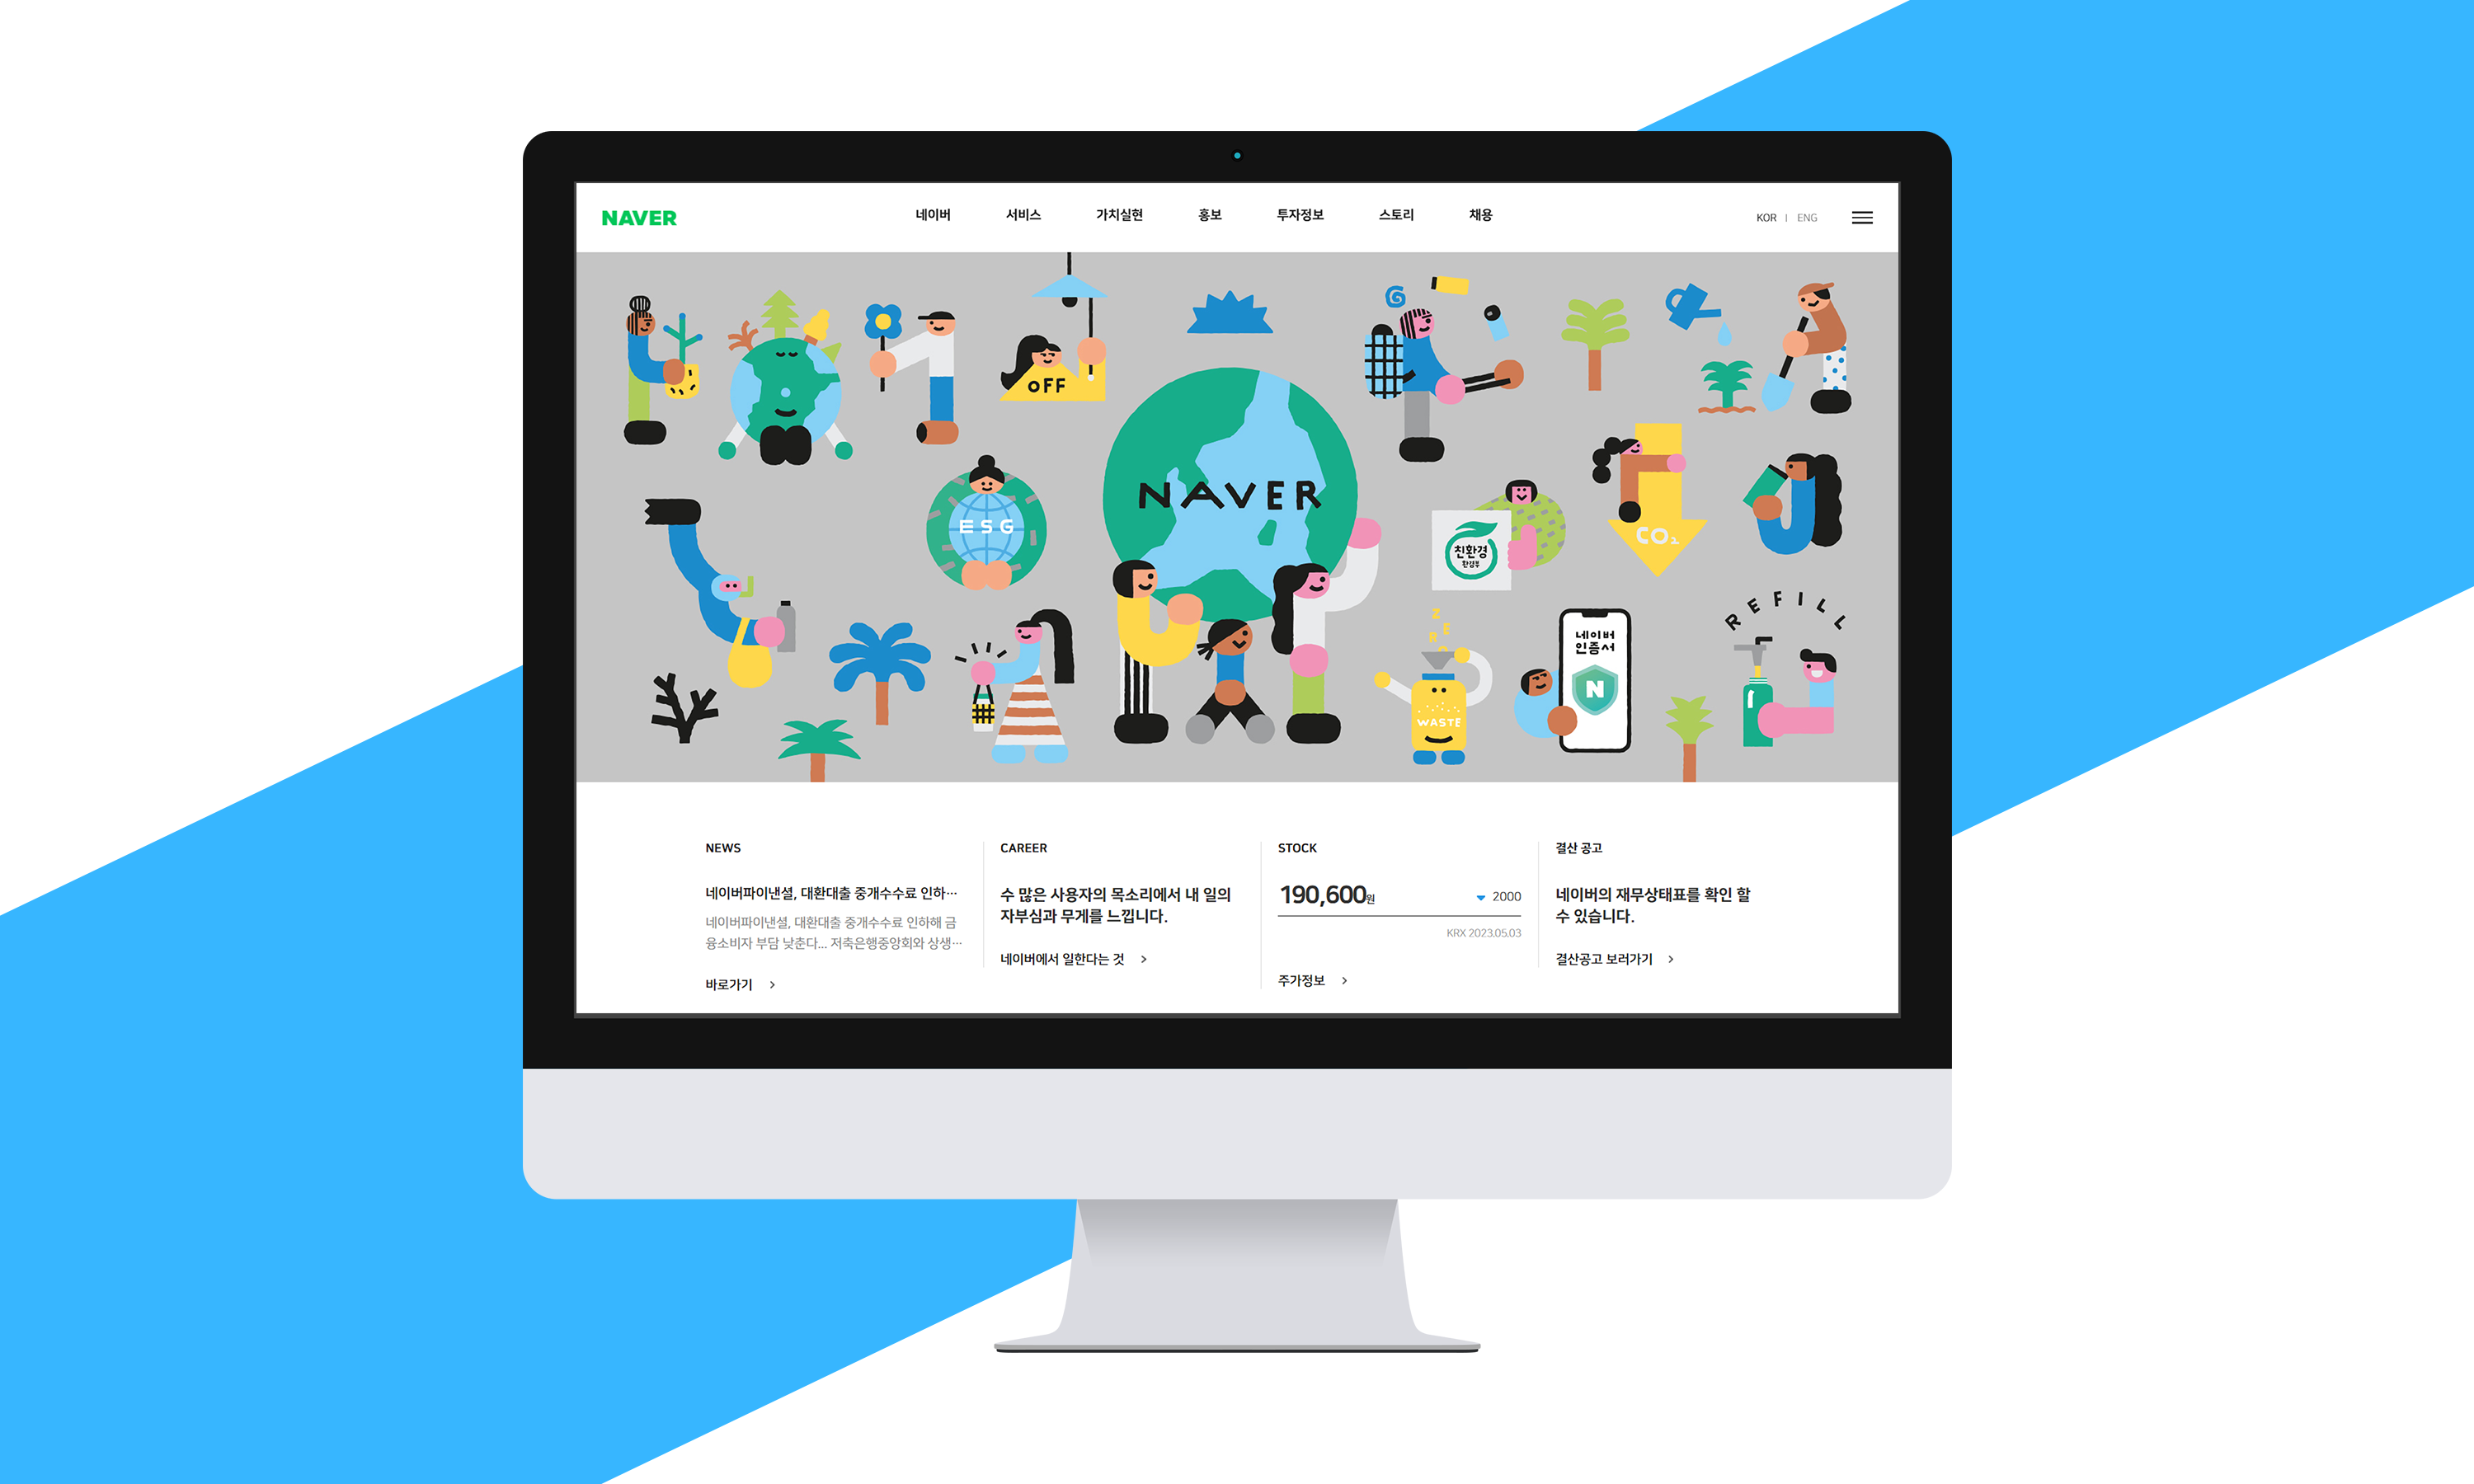 NAVER
네이버 서비스 가치실현 홍보 투자정보 스토리 채용
KOR | ENG
OFF
NAVER
ESG
친환경
환경부
CO₂
REFILL
ZERO
WASTE
네이버
인증서
N
NEWS
네이버파이낸셜, 대환대출 중개수수료 인하…
네이버파이낸셜, 대환대출 중개수수료 인하해 금
융소비자 부담 낮춘다... 저축은행중앙회와 상생…
바로가기 >
CAREER
수 많은 사용자의 목소리에서 내 일의
자부심과 무게를 느낍니다.
네이버에서 일한다는 것 >
STOCK
190,600원 ▼ 2000
KRX 2023.05.03
주가정보 >
결산 공고
네이버의 재무상태표를 확인 할
수 있습니다.
결산공고 보러가기 >